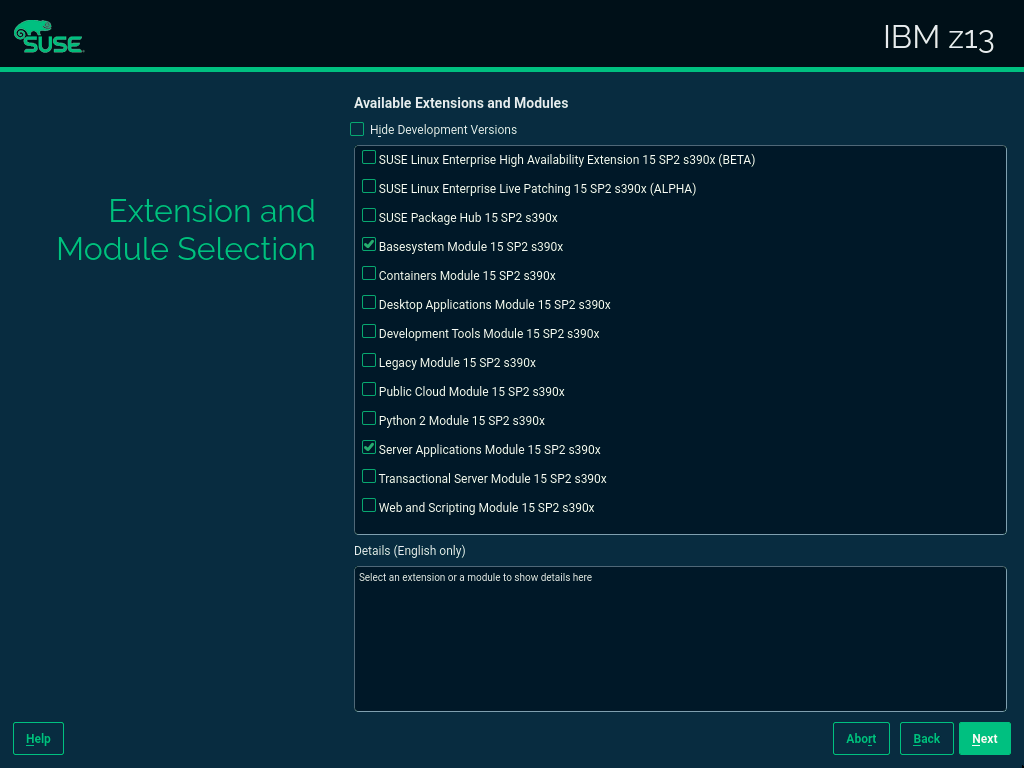 SUSE
IBM z13
Extension and
Module Selection
Available Extensions and Modules
Hide Development Versions
SUSE Linux Enterprise High Availability Extension 15 SP2 s390x (BETA)
SUSE Linux Enterprise Live Patching 15 SP2 s390x (ALPHA)
SUSE Package Hub 15 SP2 s390x
Basesystem Module 15 SP2 s390x
Containers Module 15 SP2 s390x
Desktop Applications Module 15 SP2 s390x
Development Tools Module 15 SP2 s390x
Legacy Module 15 SP2 s390x
Public Cloud Module 15 SP2 s390x
Python 2 Module 15 SP2 s390x
Server Applications Module 15 SP2 s390x
Transactional Server Module 15 SP2 s390x
Web and Scripting Module 15 SP2 s390x
Details (English only)
Select an extension or a module to show details here
Help
Abort
Back
Next